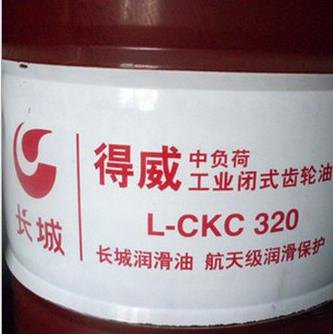 长城
得威
中负荷
工业闭式齿轮油
L-CKC 320
长城润滑油 航天级润滑保护